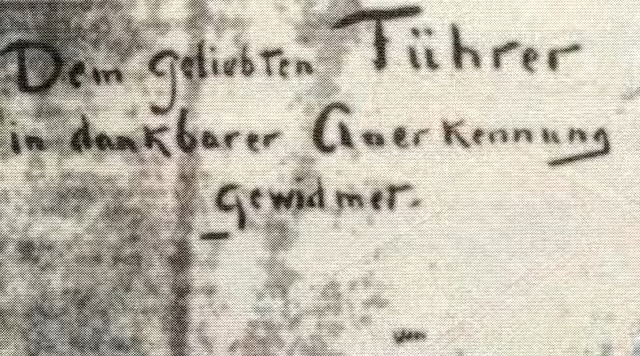 Dem geliebten Führer
in dankbarer Anerkennung
gewidmet.